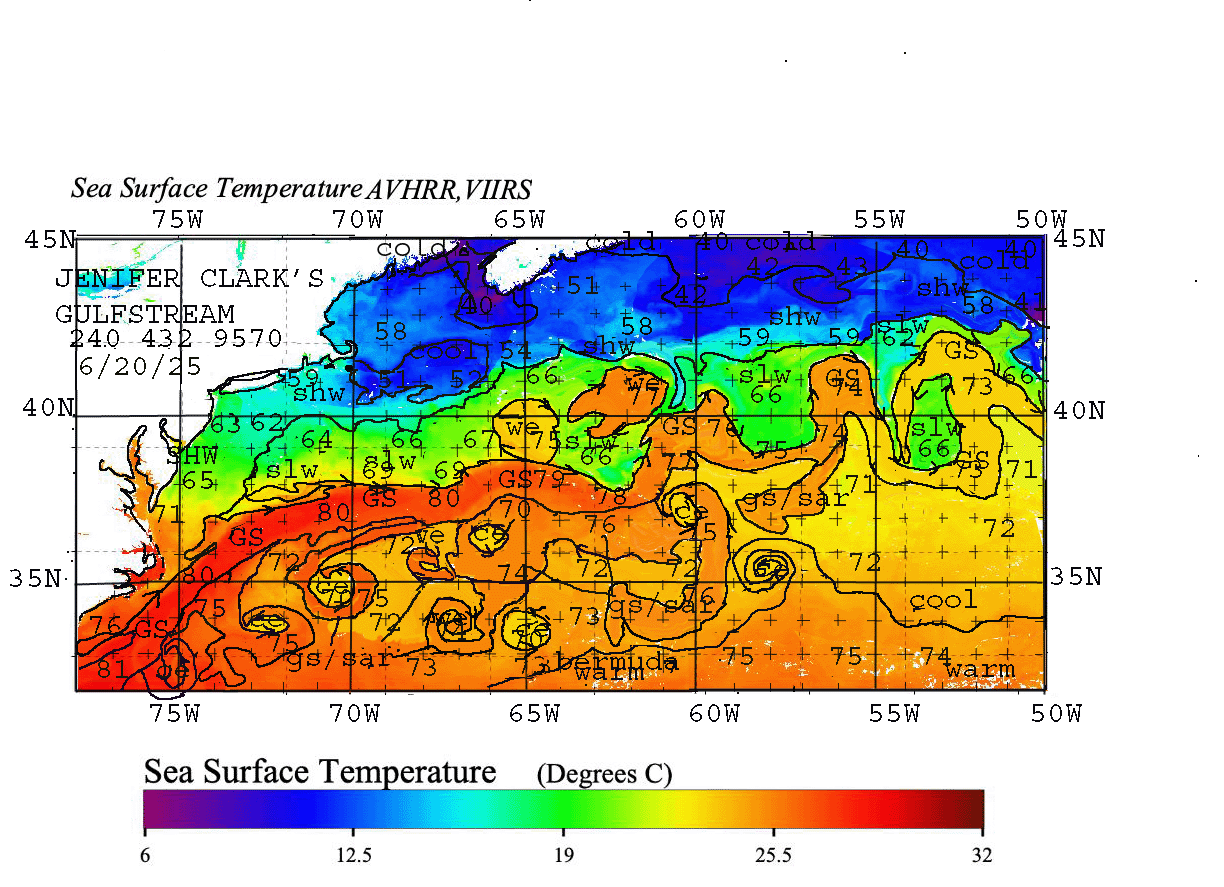 Sea Surface Temperature AVHRR,VIIRS
75W 70W 65W 60W 55W 50W
45N cold cold 40 cold 40 40 45N
JENIFER CLARK'S 51 42 42 43 cold
shw
GULFSTREAM 40 58 41
240 432 9570 58 58 59 shw 59 62 slw
6/20/25 cool 54 shw GS
59 51 52 66 we 77 slw 66 GS 74 73 66
shw
40N 40N
63 62 64 66 67 we 75 slw GS 76 75 74 slw
SHW slw 69 slw 69 66 72 66 GS 71
65 GS 80 GS 79 78 gs/sar 71 73
71 80 70 76 ce 75 72
GS 72 72 we ce
35N 80 74 72 72 72 35N
75 75 73 gs/sar 76 cool
76 GS ce 72 ce
81 75 gs/sar 73 73 bermuda 75 75 74
warm warm
75W 70W 65W 60W 55W 50W
Sea Surface Temperature (Degrees C)
6 12.5 19 25.5 32